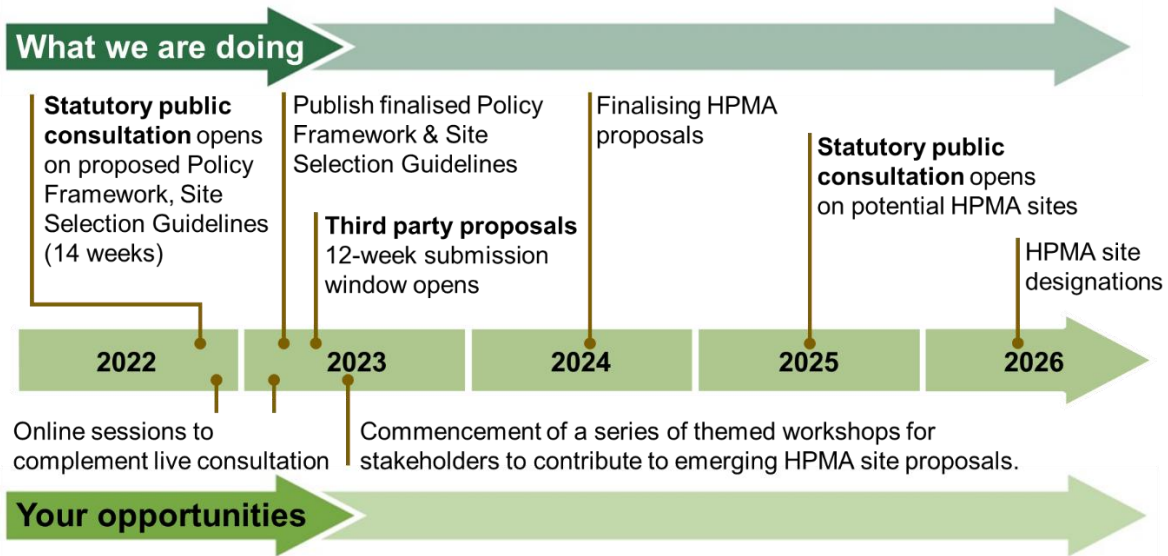 What we are doing
Statutory public
consultation opens
on proposed Policy
Framework, Site
Selection Guidelines
(14 weeks)
Publish finalised Policy
Framework & Site
Selection Guidelines
Third party proposals
12-week submission
window opens
Finalising HPMA
proposals
Statutory public
consultation opens
on potential HPMA sites
HPMA site
designations
2022
2023
2024
2025
2026
Online sessions to
complement live consultation
Commencement of a series of themed workshops for
stakeholders to contribute to emerging HPMA site proposals.
Your opportunities